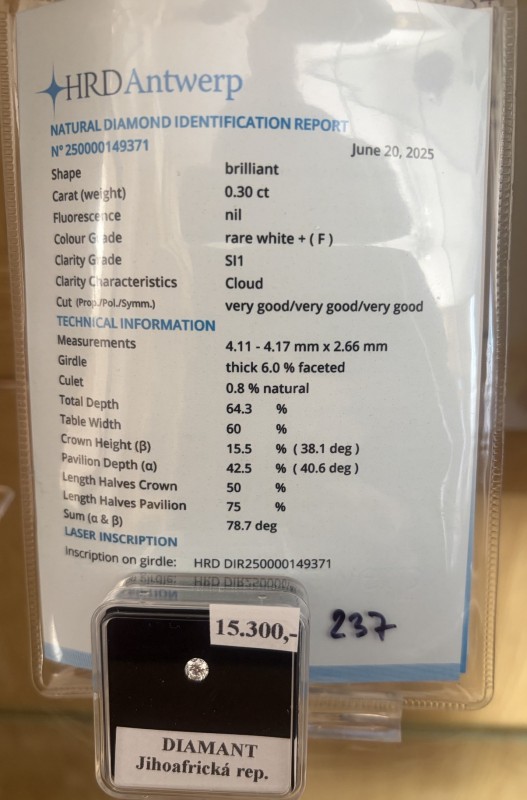 HRD Antwerp
NATURAL DIAMOND IDENTIFICATION REPORT
N° 250000149371
June 20, 2025
Shape brilliant
Carat (weight) 0.30 ct
Fluorescence nil
Colour Grade rare white + ( F )
Clarity Grade SI1
Clarity Characteristics Cloud
Cut (Prop./Pol./Symm.) very good/very good/very good
TECHNICAL INFORMATION
Measurements 4.11 - 4.17 mm x 2.66 mm
Girdle thick 6.0 % faceted
Culet 0.8 % natural
Total Depth 64.3 %
Table Width 60 %
Crown Height (β) 15.5 % ( 38.1 deg )
Pavilion Depth (α) 42.5 % ( 40.6 deg )
Length Halves Crown 50 %
Length Halves Pavilion 75 %
Sum (α & β) 78.7 deg
LASER INSCRIPTION
Inscription on girdle: HRD DIR250000149371
15.300,-
237
DIAMANT
Jihoafrická rep.